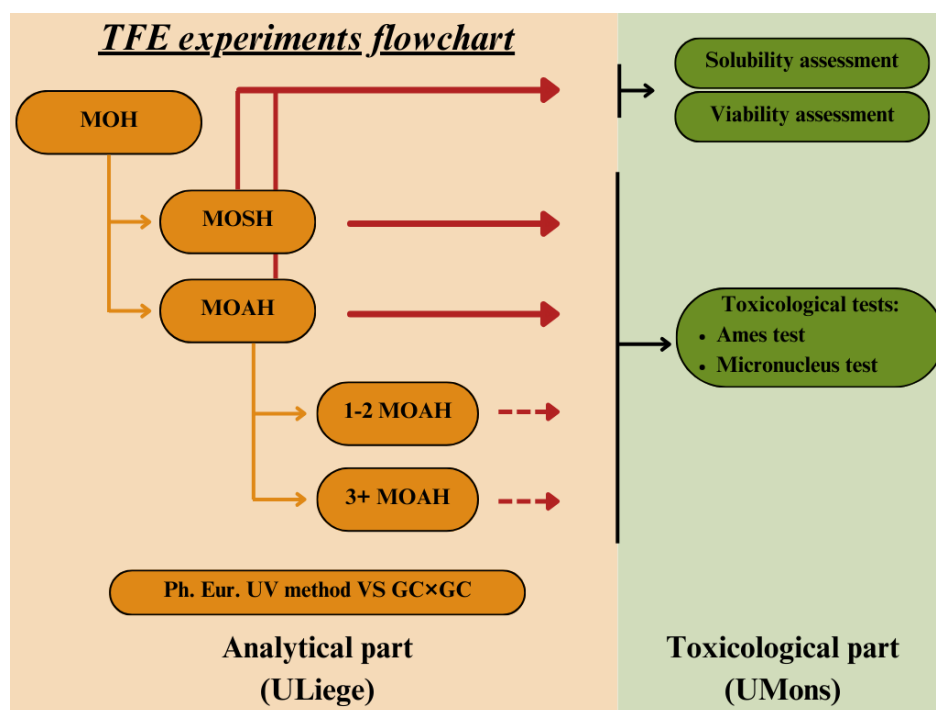 TFE experiments flowchart
MOH
MOSH
MOAH
1-2 MOAH
3+ MOAH
Ph. Eur. UV method VS GC×GC
Analytical part
(ULiege)
Solubility assessment
Viability assessment
Toxicological tests:
• Ames test
• Micronucleus test
Toxicological part
(UMons)